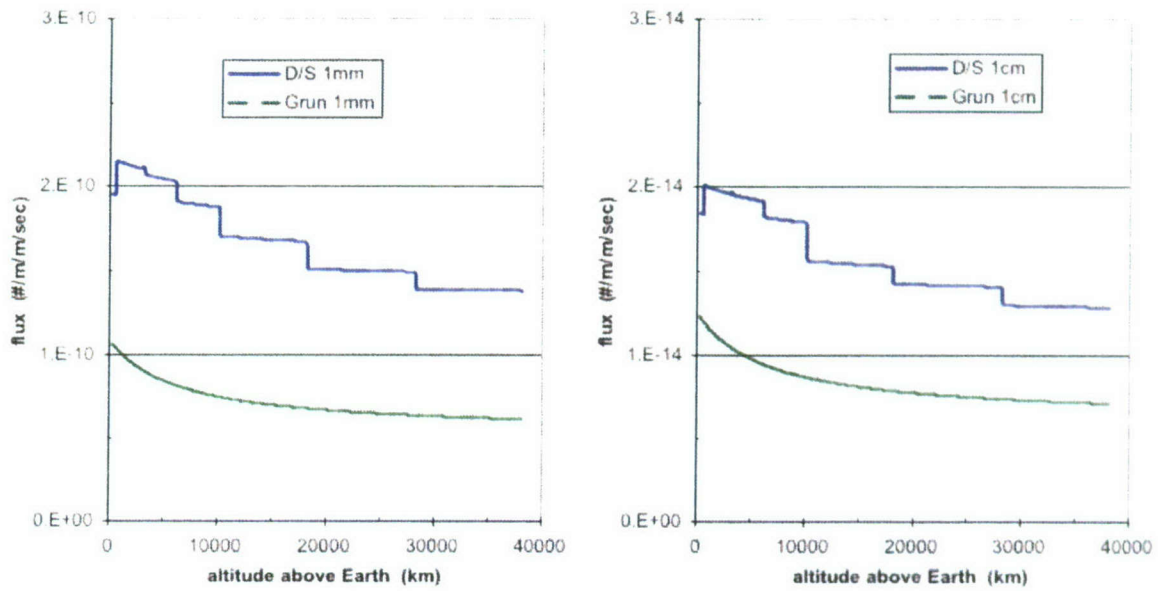 3.E-10
D/S 1mm
Grun 1mm
2.E-10
1.E-10
0.E+00
flux (#/m/m/sec)
0 10000 20000 30000 40000
altitude above Earth (km)
3.E-14
D/S 1cm
Grun 1cm
2.E-14
1.E-14
0.E+00
flux (#/m/m/sec)
0 10000 20000 30000 40000
altitude above Earth (km)